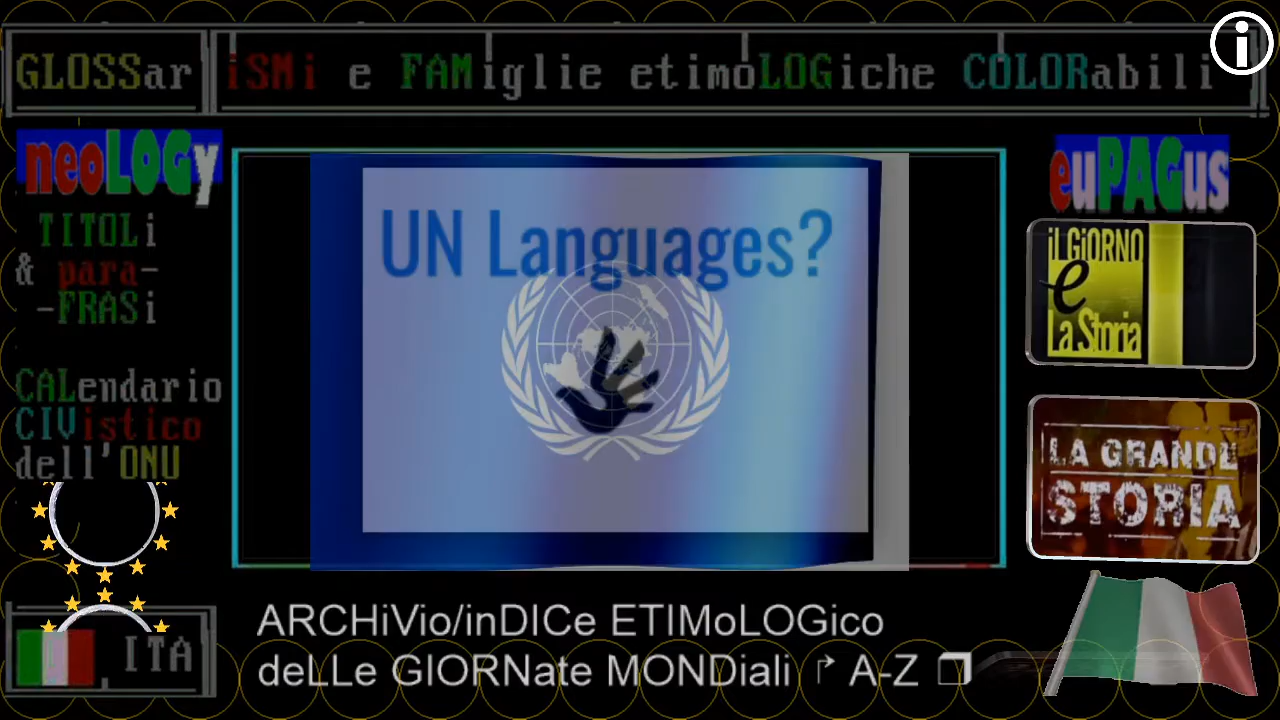 GLOSSar iSMi e FAMiglie etimoLOGiche COLORabili
neoLOGy
TITOLi
& para-
-FRASi
CALendario
CIVistico
dell'ONU
ITA
UN Languages?
euPAGus
iL GiORNO
e
La Storia
LA GRANDE
STORIA
ARCHiVio/inDICe ETIMoLOGico
deLLe GIORNate MONDiali ↱ A-Z ❒
i